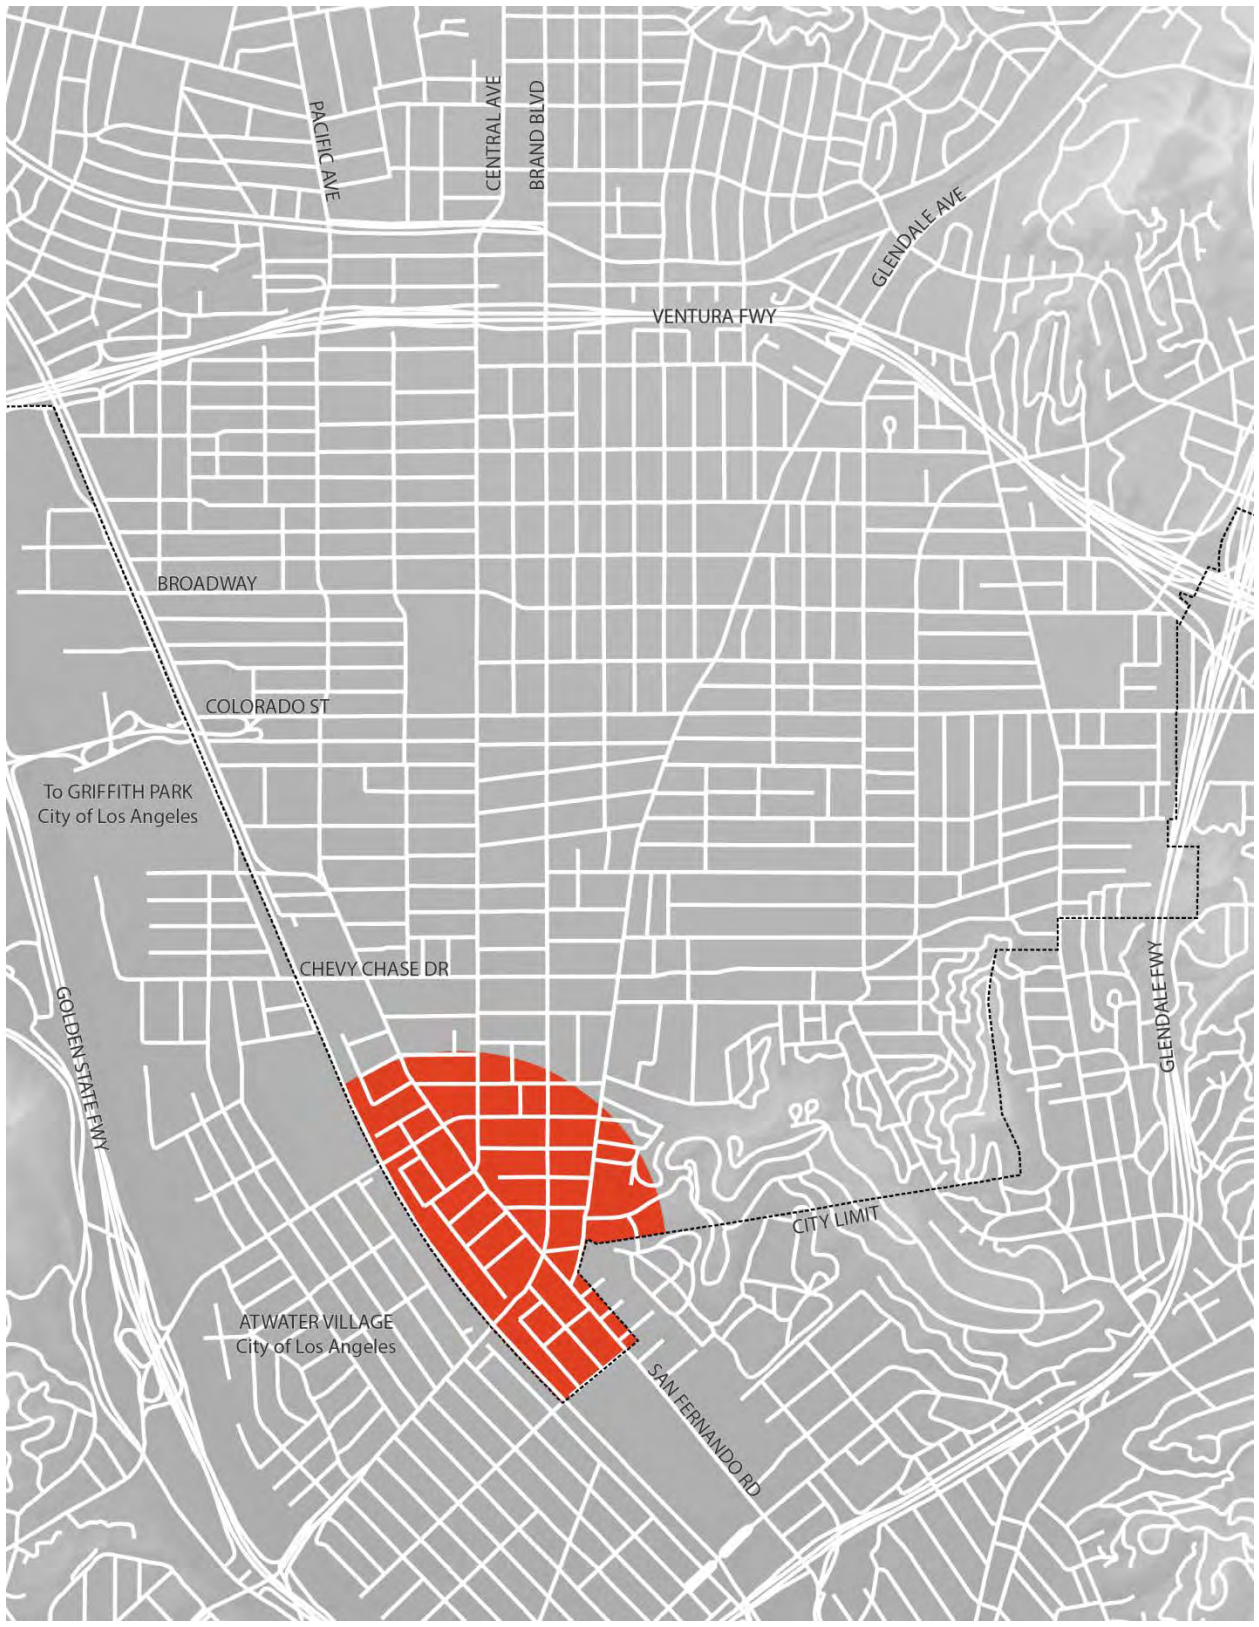 PACIFIC AVE
CENTRAL AVE
BRAND BLVD
GLENDALE AVE
VENTURA FWY
BROADWAY
COLORADO ST
To GRIFFITH PARK
City of Los Angeles
CHEVY CHASE DR
GOLDEN STATE FWY
GLENDALE FWY
CITY LIMIT
ATWATER VILLAGE
City of Los Angeles
SAN FERNANDO RD